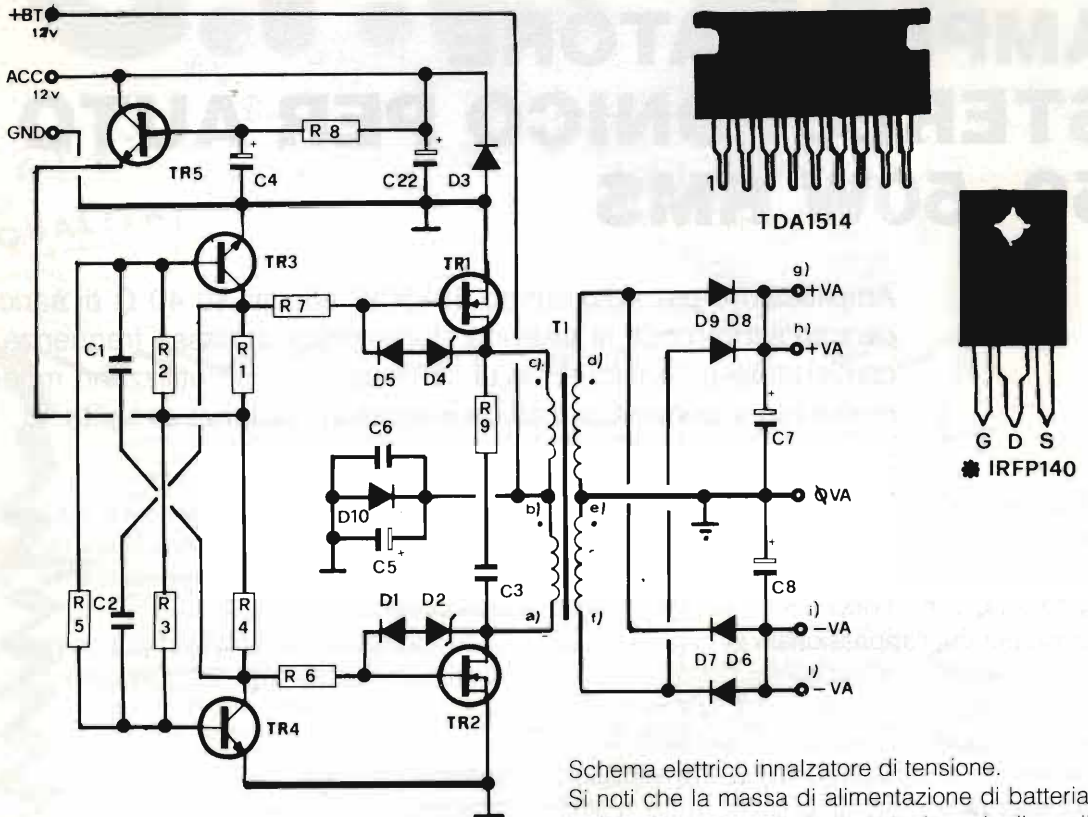 +BT
12v
ACC
12v
GND
TR5
R 8
C4
C22
D3
TDA1514
1
TR3
TR1
R 7
D5 D4
C1
R 2
R 1
R 9
T1
c)
d)
b)
e)
a)
f)
g)
+VA
D9 D8
h)
+VA
C7
ØVA
C8
i)
-VA
D7 D6
l)
-VA
G D S
✱ IRFP140
C6
D10
C5
+
C3
R 5
C2
R 3
R 4
D1 D2
R 6
TR4
TR2
Schema elettrico innalzatore di tensione.
Si noti che la massa di alimentazione di batteria